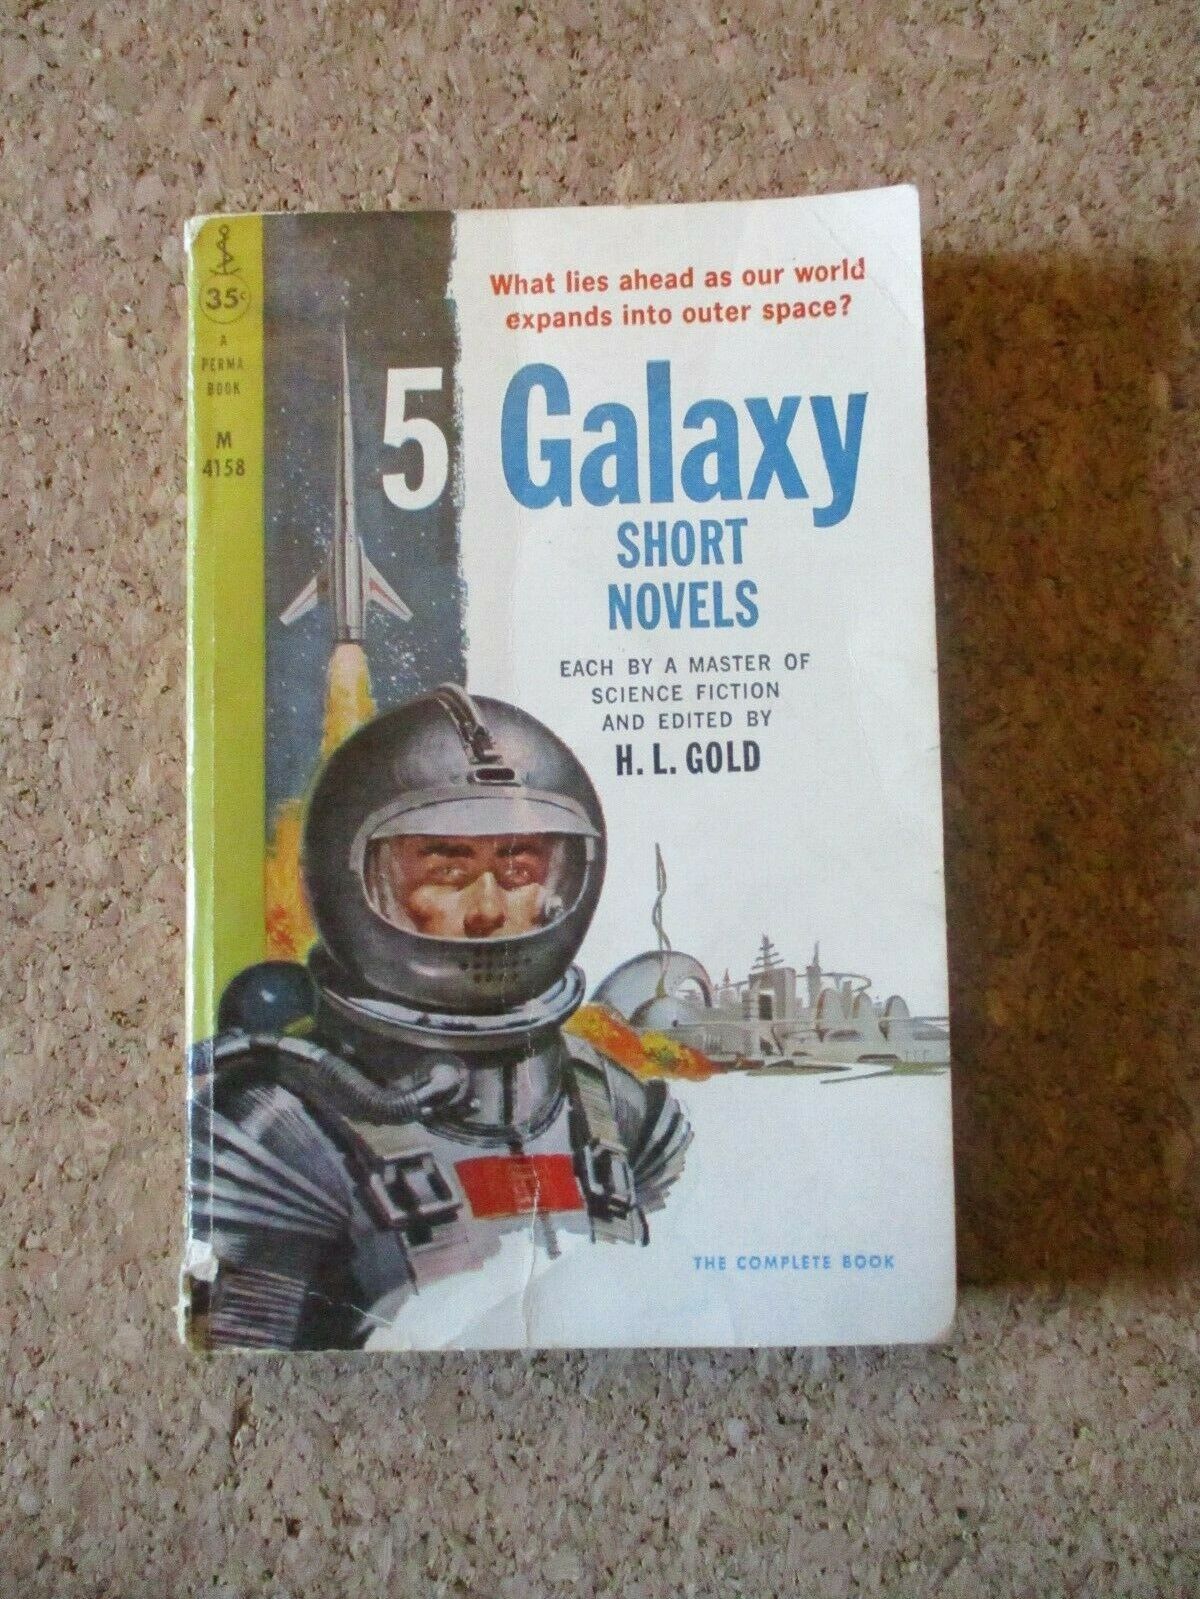 35¢
A
PERMA
BOOK
M
4158
What lies ahead as our world
expands into outer space?
5 Galaxy
SHORT
NOVELS
EACH BY A MASTER OF
SCIENCE FICTION
AND EDITED BY
H. L. GOLD
THE COMPLETE BOOK